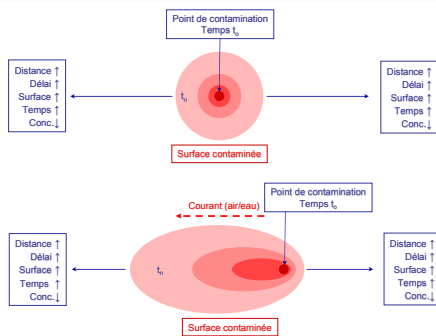 Point de contamination
Temps t₀
Distance ↑
Délai ↑
Surface ↑
Temps ↑
Conc.↓
tₙ
Distance ↑
Délai ↑
Surface ↑
Temps ↑
Conc.↓
Surface contaminée
Courant (air/eau)
Point de contamination
Temps t₀
Distance ↑
Délai ↑
Surface ↑
Temps ↑
Conc.↓
tₙ
Distance ↑
Délai ↑
Surface ↑
Temps ↑
Conc.↓
Surface contaminée